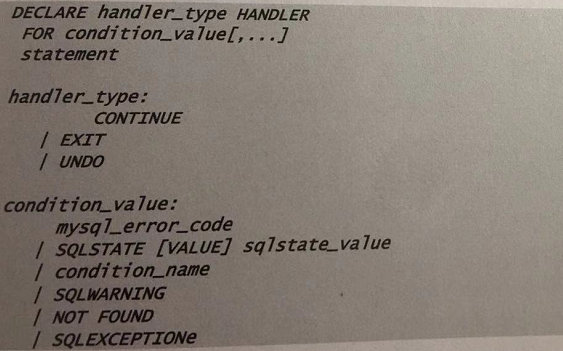 DECLARE handler_type HANDLER
FOR condition_value[,...]
statement
handler_type:
CONTINUE
| EXIT
| UNDO
condition_value:
mysql_error_code
| SQLSTATE [VALUE] sqlstate_value
| condition_name
| SQLWARNING
| NOT FOUND
| SQLEXCEPTIONe